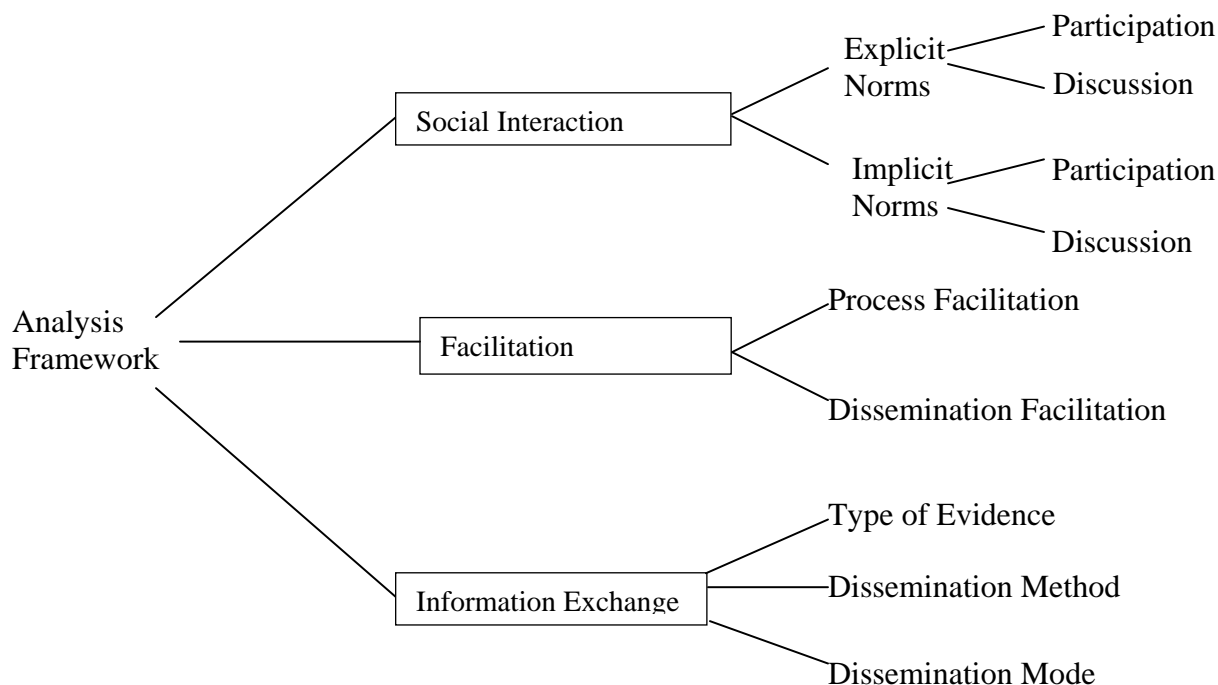 Analysis
Framework
Social Interaction
Explicit
Norms
Participation
Discussion
Implicit
Norms
Participation
Discussion
Facilitation
Process Facilitation
Dissemination Facilitation
Information Exchange
Type of Evidence
Dissemination Method
Dissemination Mode